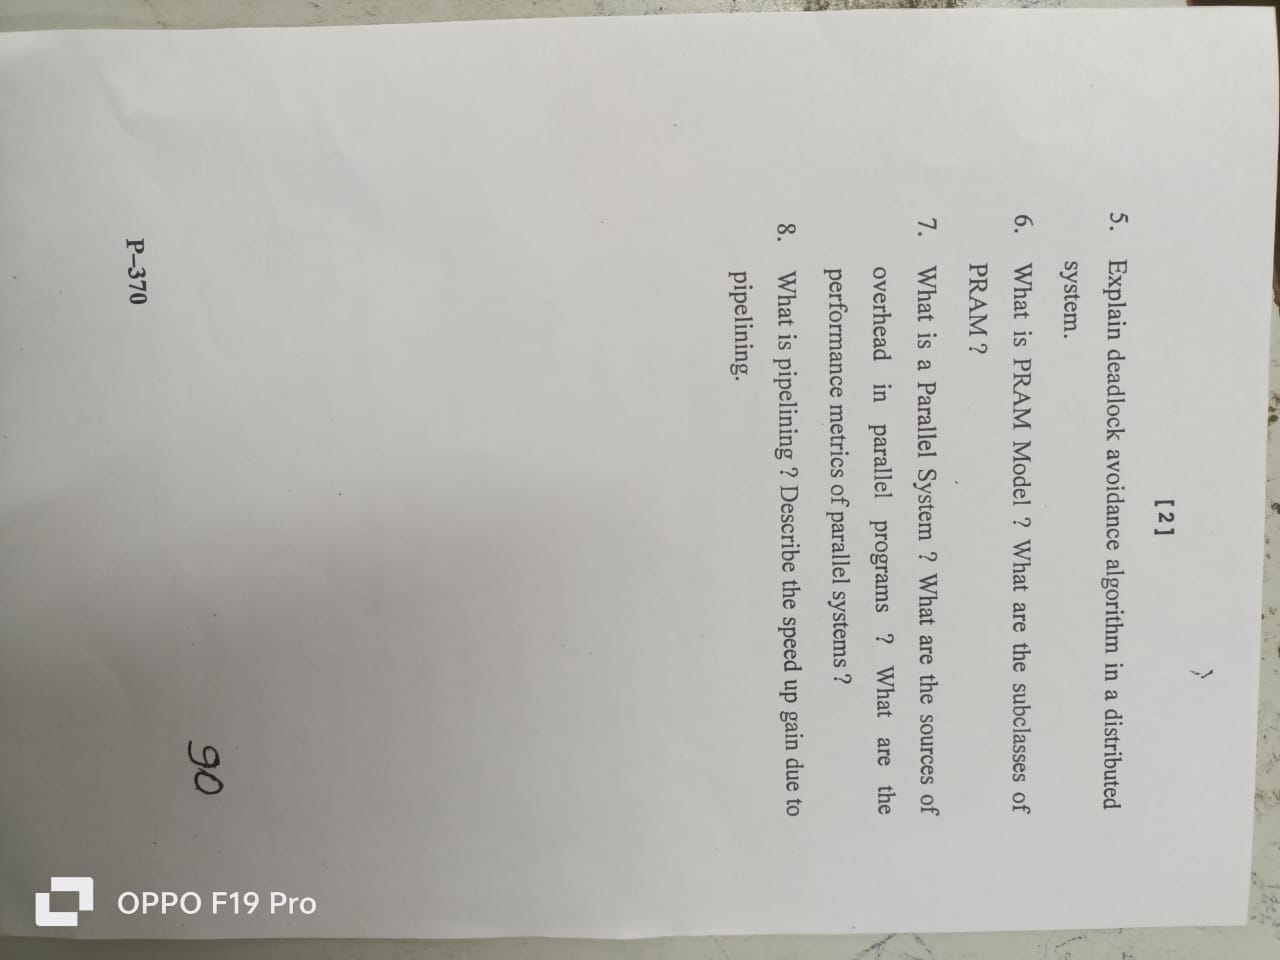 [ 2 ]
5. Explain deadlock avoidance algorithm in a distributed
system.
6. What is PRAM Model ? What are the subclasses of
PRAM ?
7. What is a Parallel System ? What are the sources of
overhead in parallel programs ? What are the
performance metrics of parallel systems ?
8. What is pipelining ? Describe the speed up gain due to
pipelining.
90
P–370
OPPO F19 Pro